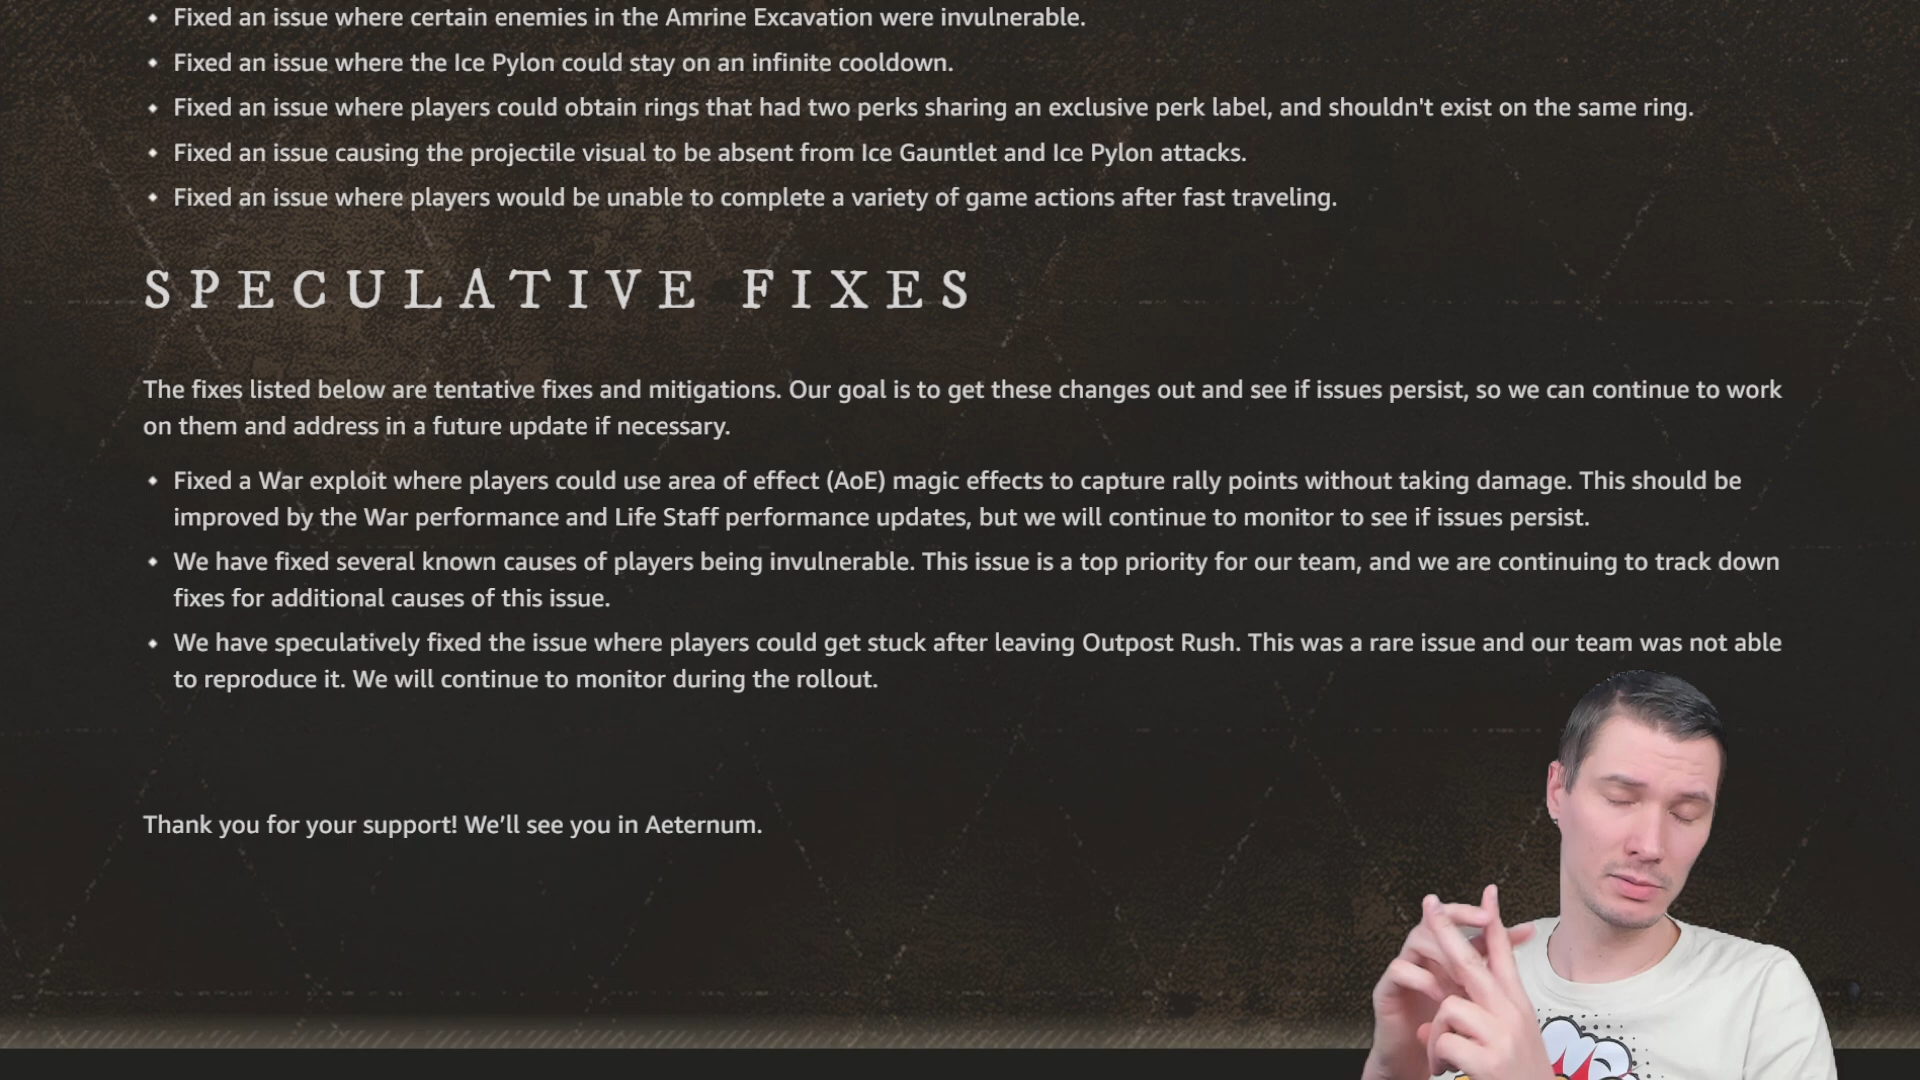 Fixed an issue where certain enemies in the Amrine Excavation were invulnerable.
Fixed an issue where the Ice Pylon could stay on an infinite cooldown.
Fixed an issue where players could obtain rings that had two perks sharing an exclusive perk label, and shouldn't exist on the same ring.
Fixed an issue causing the projectile visual to be absent from Ice Gauntlet and Ice Pylon attacks.
Fixed an issue where players would be unable to complete a variety of game actions after fast traveling.
SPECULATIVE FIXES
The fixes listed below are tentative fixes and mitigations. Our goal is to get these changes out and see if issues persist, so we can continue to work
on them and address in a future update if necessary.
Fixed a War exploit where players could use area of effect (AoE) magic effects to capture rally points without taking damage. This should be
improved by the War performance and Life Staff performance updates, but we will continue to monitor to see if issues persist.
We have fixed several known causes of players being invulnerable. This issue is a top priority for our team, and we are continuing to track down
fixes for additional causes of this issue.
We have speculatively fixed the issue where players could get stuck after leaving Outpost Rush. This was a rare issue and our team was not able
to reproduce it. We will continue to monitor during the rollout.
Thank you for your support! We’ll see you in Aeternum.